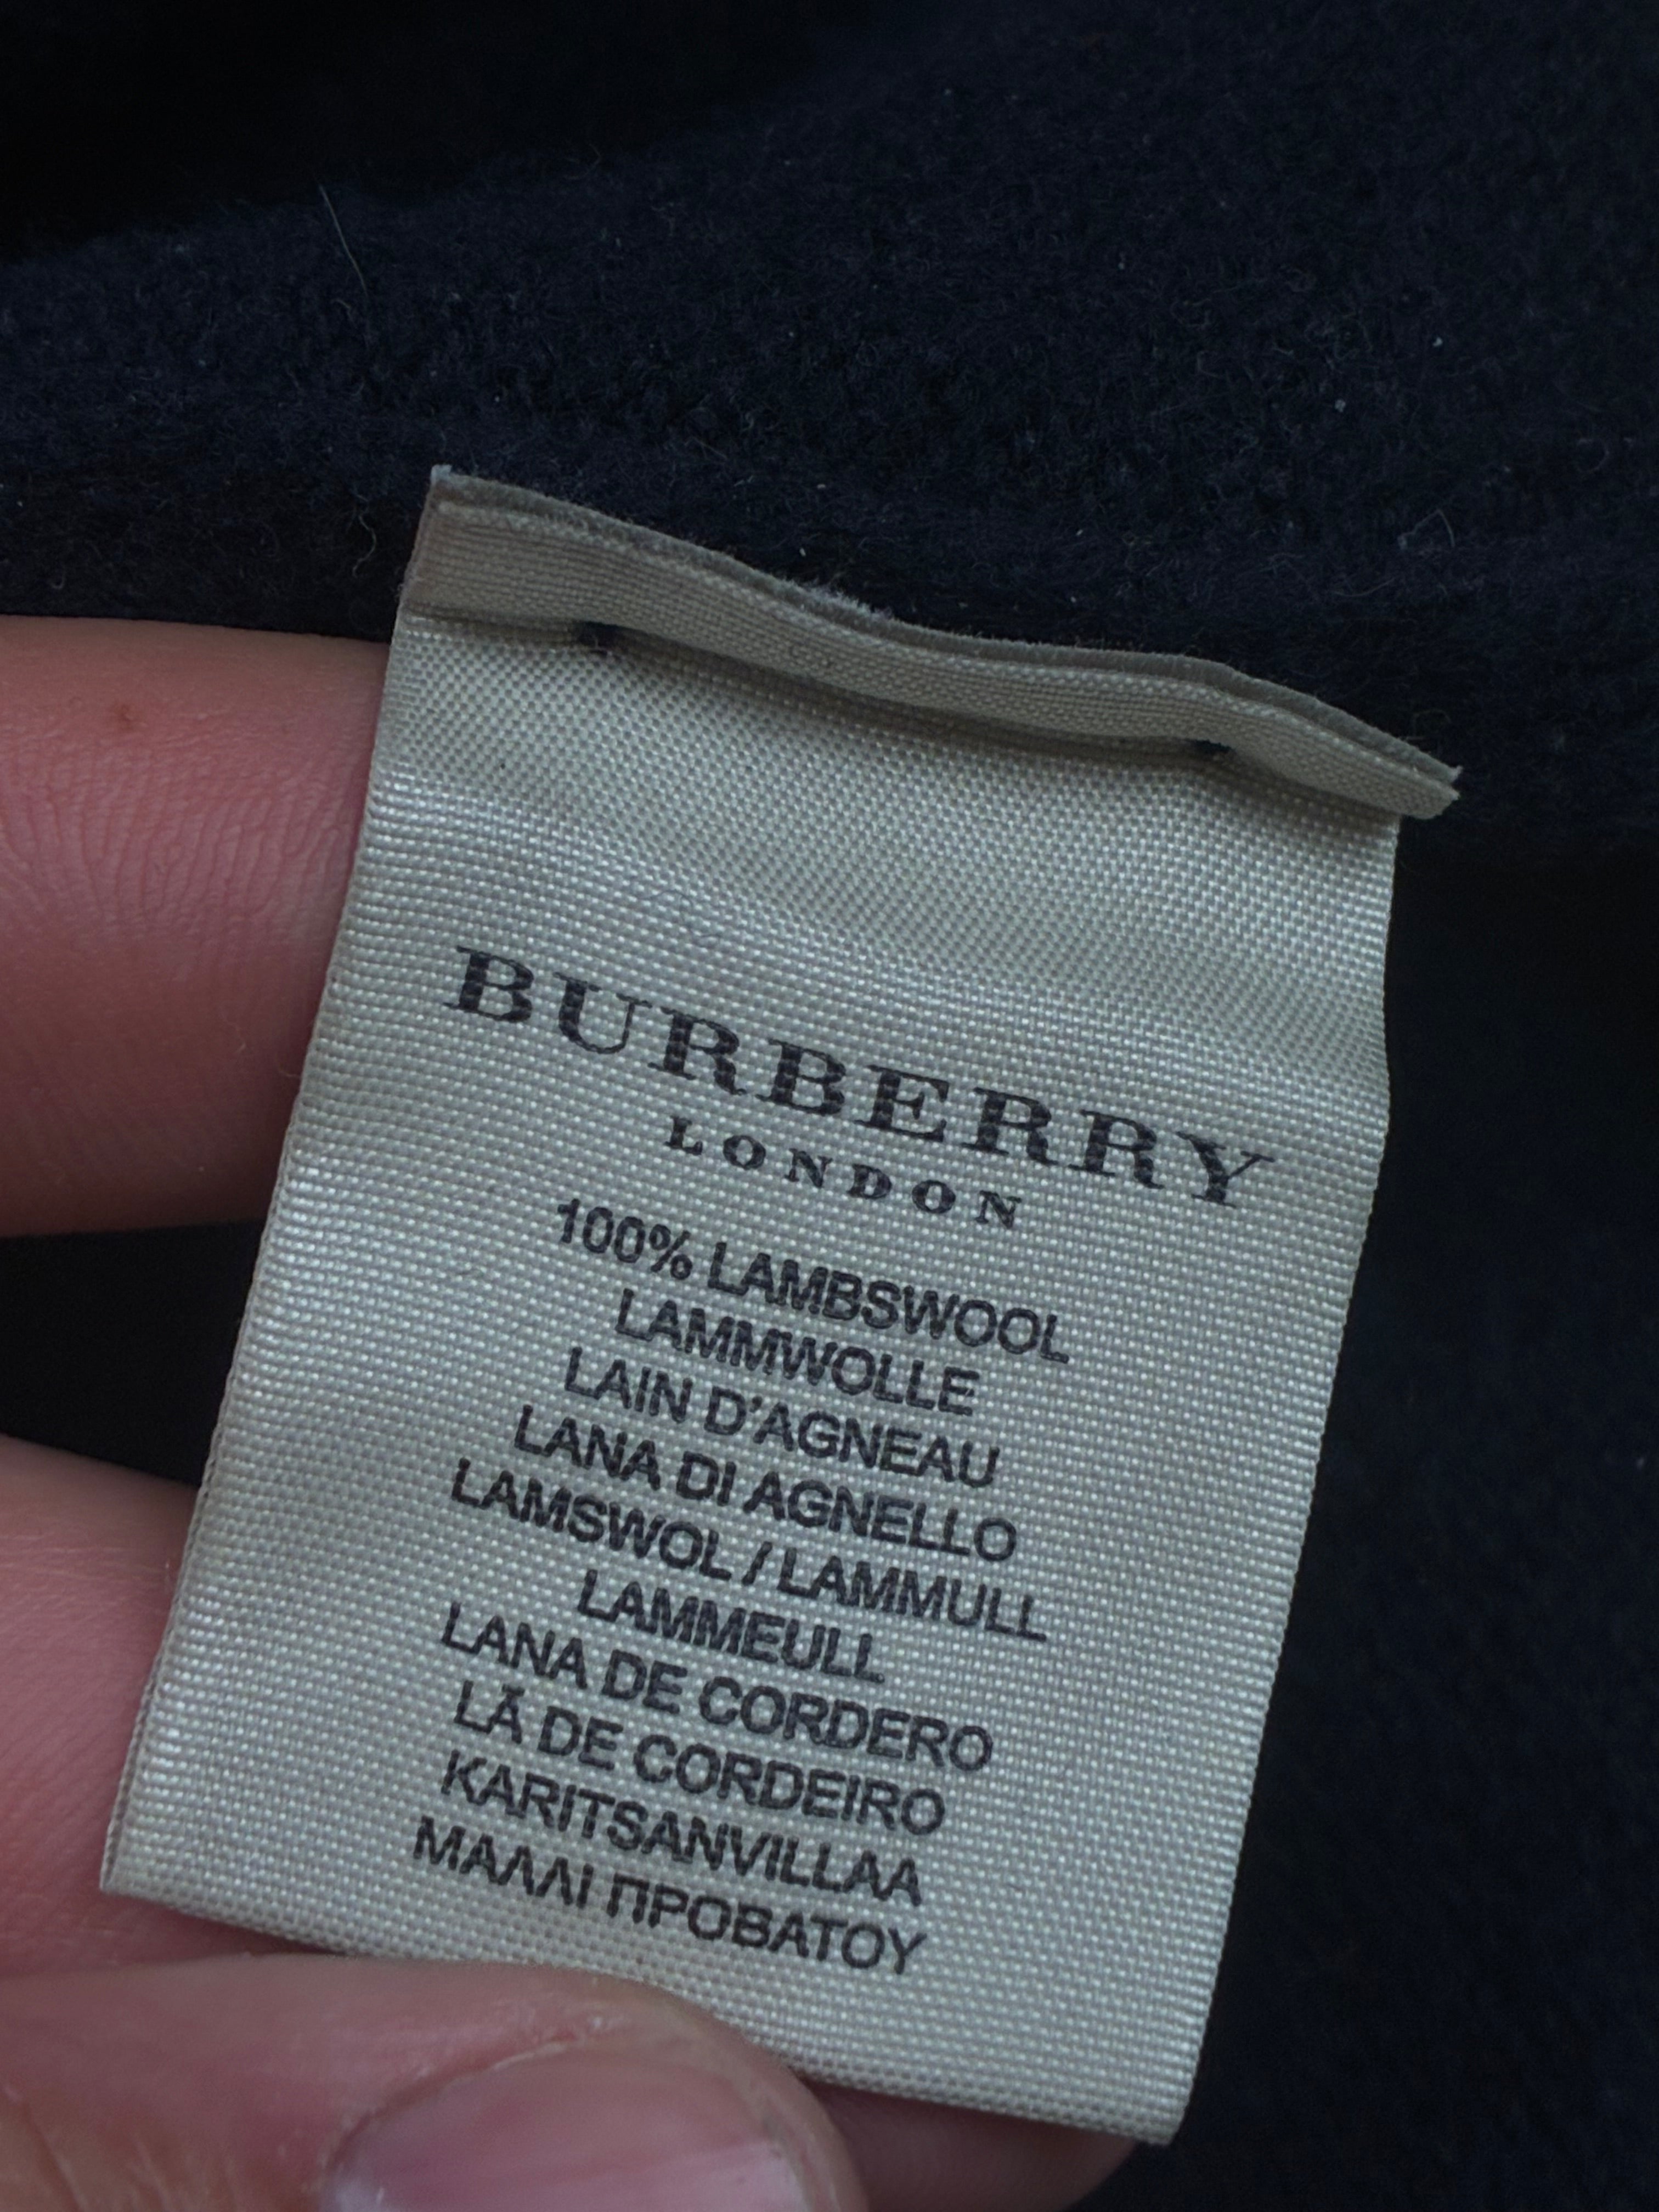 BURBERRY
LONDON
100% LAMBSWOOL
LAMMWOLLE
LAIN D'AGNEAU
LANA DI AGNELLO
LAMSWOL / LAMMULL
LAMMEULL
LANA DE CORDERO
LÃ DE CORDEIRO
KARITSANVILLAA
ΜΑΛΛΙ ΠΡΟΒΑΤΟΥ